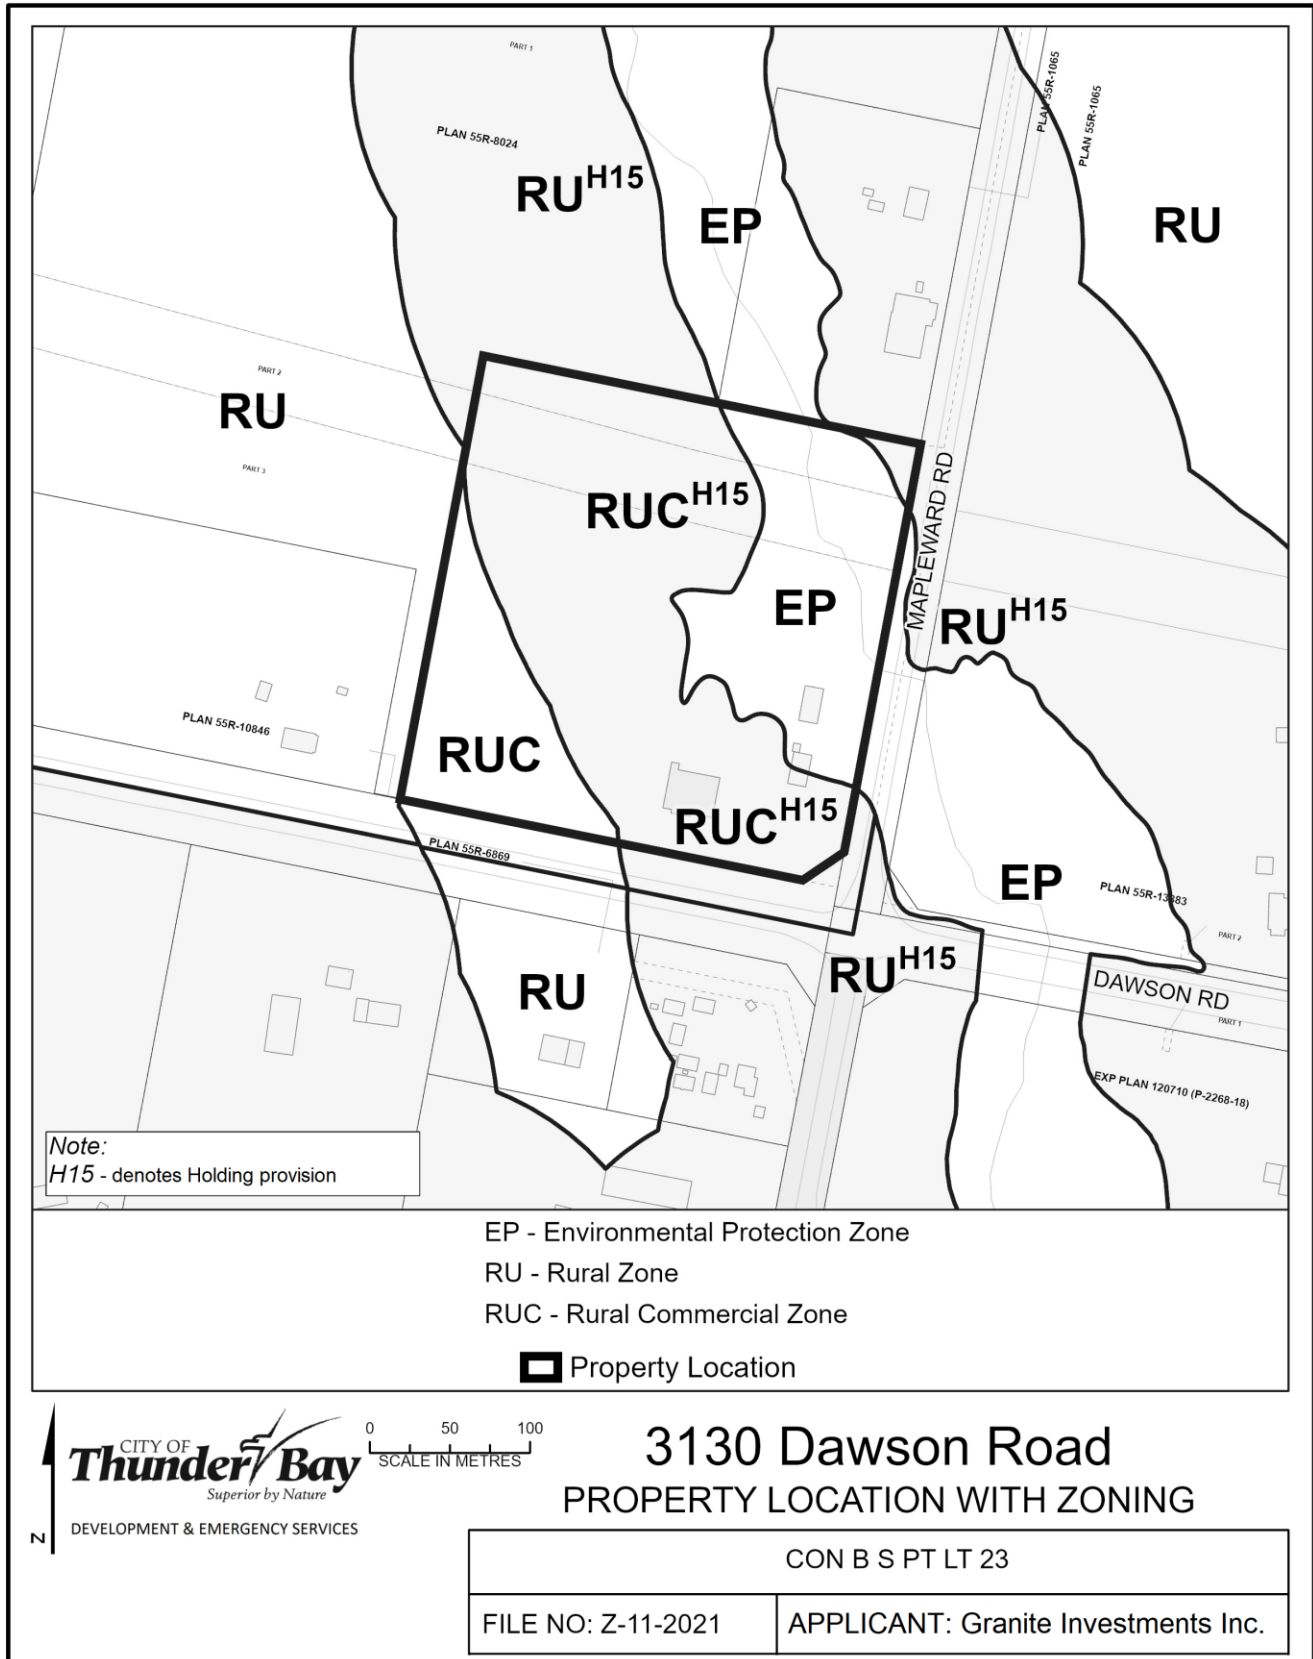 PART 1
PLAN 55R-8024
RUH15
EP
PLAN 55R-1065
PLAN 55R-1065
RU
PART 2
RU
PART 3
RUCH15
MAPLEWARD RD
EP
RUH15
PLAN 55R-10846
RUC
RUCH15
PLAN 55R-6869
EP
PLAN 55R-13883
PART 2
RU
RUH15
DAWSON RD
PART 1
EXP PLAN 120710 (P-2268-18)
Note:
H15 - denotes Holding provision
EP - Environmental Protection Zone
RU - Rural Zone
RUC - Rural Commercial Zone
Property Location
CITY OF
Thunder Bay
Superior by Nature
DEVELOPMENT & EMERGENCY SERVICES
Z
0 50 100
SCALE IN METRES
3130 Dawson Road
PROPERTY LOCATION WITH ZONING
CON B S PT LT 23
FILE NO: Z-11-2021
APPLICANT: Granite Investments Inc.